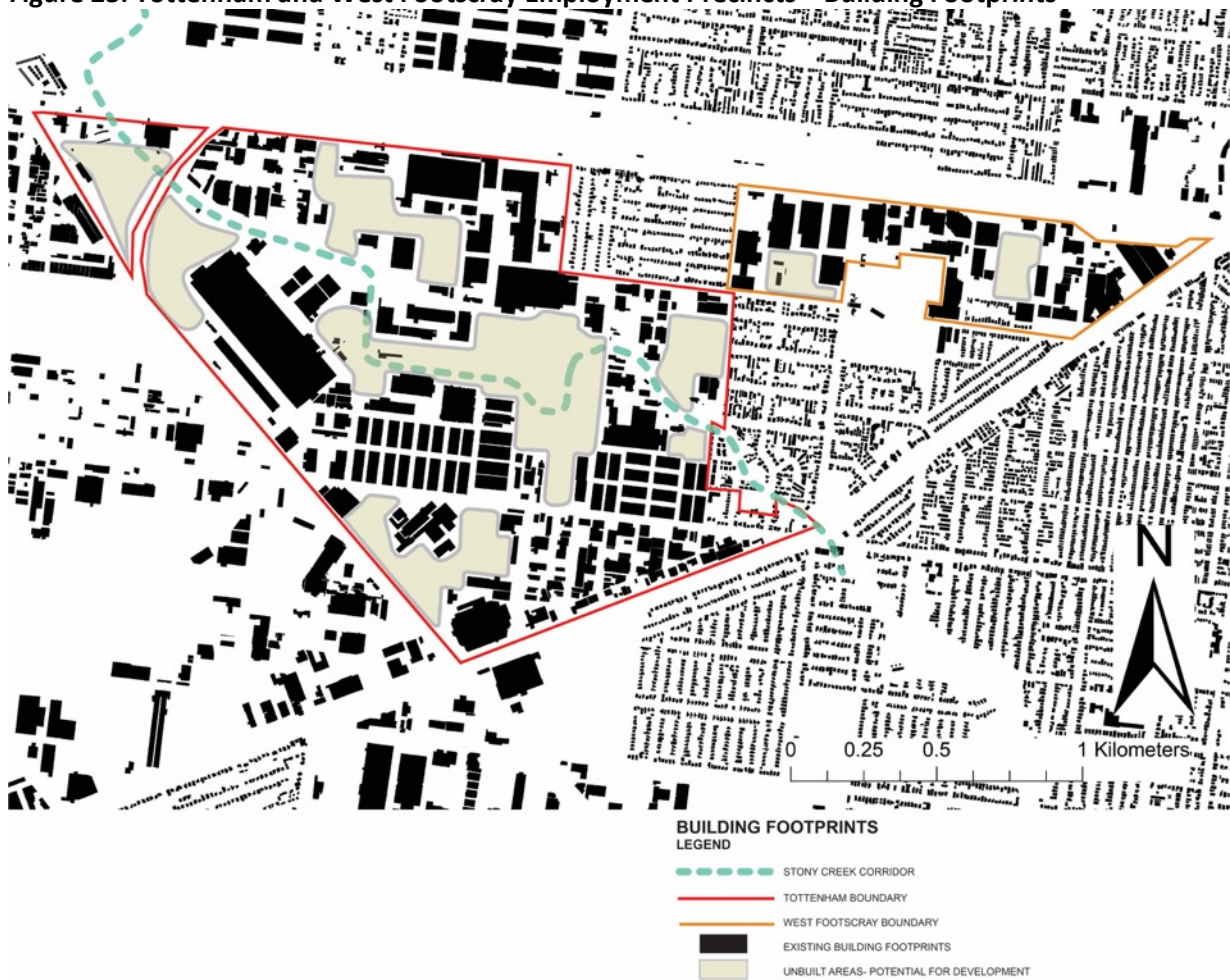 Figure Tottenham and West Footscray Employment Precincts – Building Footprints
N
0 0.25 0.5 1 Kilometers
BUILDING FOOTPRINTS
LEGEND
STONY CREEK CORRIDOR
TOTTENHAM BOUNDARY
WEST FOOTSCRAY BOUNDARY
EXISTING BUILDING FOOTPRINTS
UNBUILT AREAS- POTENTIAL FOR DEVELOPMENT